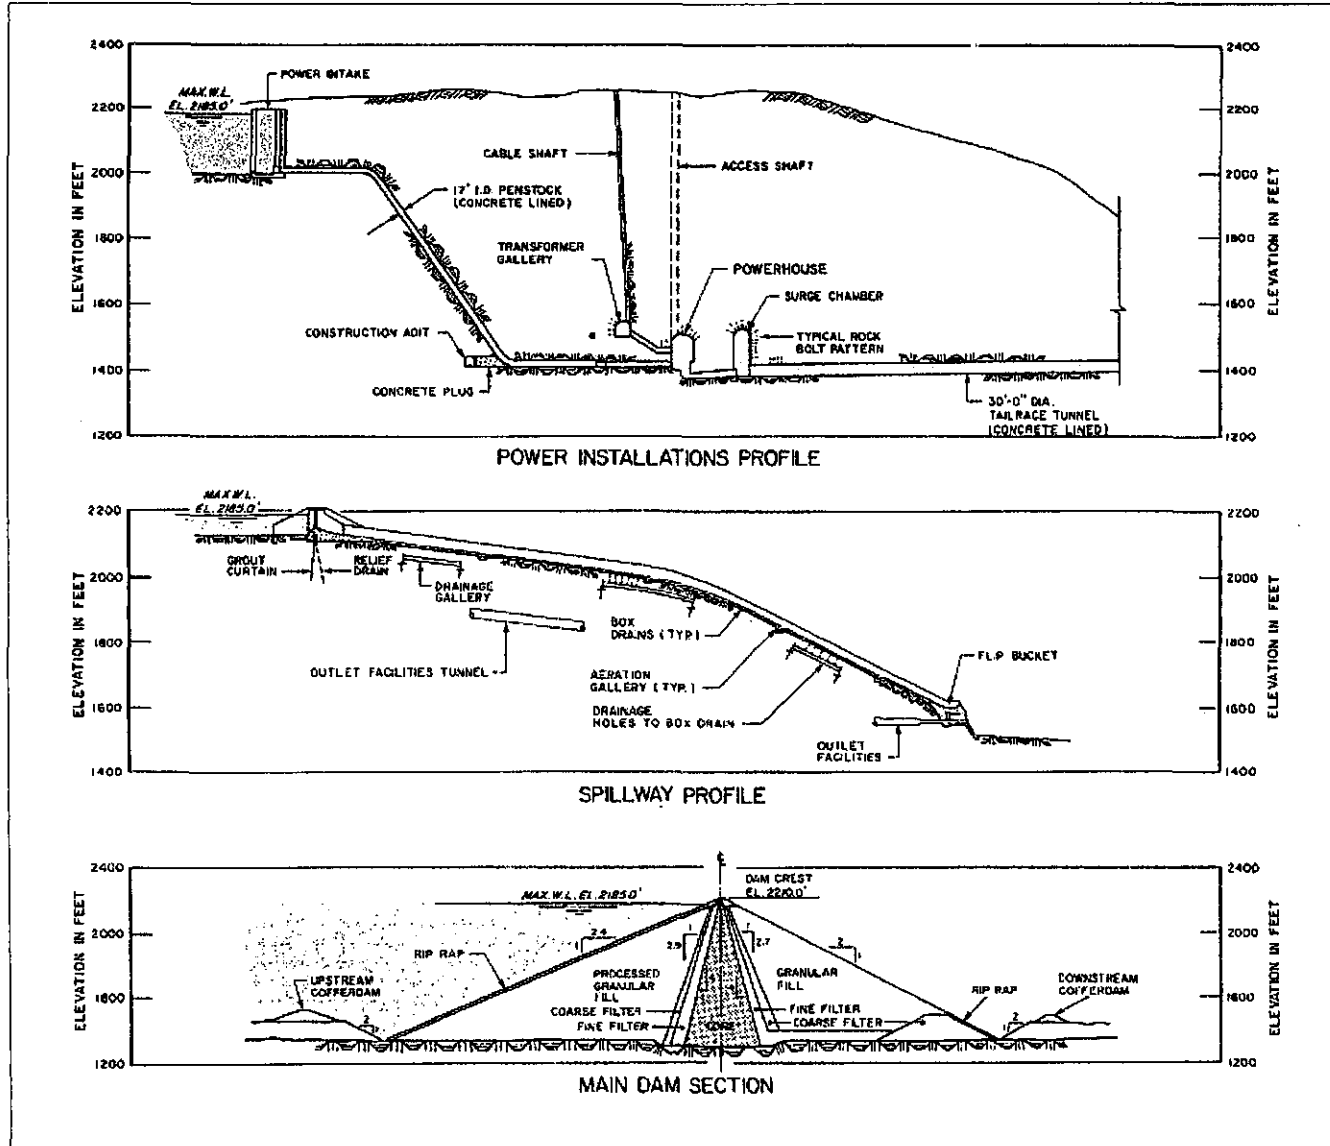 2400
2200
2000
1800
1600
1400
1200
ELEVATION IN FEET
MAX. W.L.
EL. 2185.0'
POWER INTAKE
CABLE SHAFT
ACCESS SHAFT
17' I.D. PENSTOCK
(CONCRETE LINED)
TRANSFORMER
GALLERY
POWERHOUSE
SURGE CHAMBER
CONSTRUCTION ADIT
TYPICAL ROCK
BOLT PATTERN
CONCRETE PLUG
30'-0" DIA.
TAILRACE TUNNEL
(CONCRETE LINED)
2400
2200
2000
1800
1600
1400
1200
ELEVATION IN FEET
POWER INSTALLATIONS PROFILE
2200
2000
1800
1600
1400
ELEVATION IN FEET
MAX.W.L.
EL. 2185.0'
GROUT
CURTAIN
RELIEF
DRAIN
DRAINAGE
GALLERY
BOX
DRAINS (TYP.)
OUTLET FACILITIES TUNNEL
AERATION
GALLERY (TYP.)
DRAINAGE
HOLES TO BOX DRAIN
FLIP BUCKET
OUTLET
FACILITIES
2200
2000
1800
1600
1400
ELEVATION IN FEET
SPILLWAY PROFILE
2400
2000
1600
1200
ELEVATION IN FEET
MAX. W.L. EL. 2185.0'
DAM CREST
EL. 2210.0'
2.4
1
RIP RAP
2.9
1
2.7
1
2
1
UPSTREAM
COFFERDAM
PROCESSED
GRANULAR
FILL
GRANULAR
FILL
DOWNSTREAM
COFFERDAM
RIP RAP
COARSE FILTER
FINE FILTER
FINE FILTER
COARSE FILTER
CORE
2
2
1
2400
2000
1600
1200
ELEVATION IN FEET
MAIN DAM SECTION